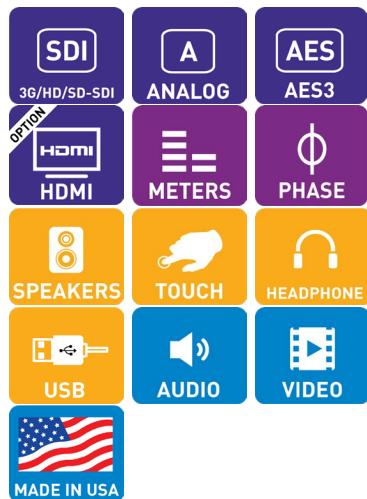 SDI
3G/HD/SD-SDI
A
ANALOG
AES
AES3
OPTION
HDMI
HDMI
METERS
PHASE
SPEAKERS
TOUCH
HEADPHONE
USB
AUDIO
VIDEO
MADE IN USA